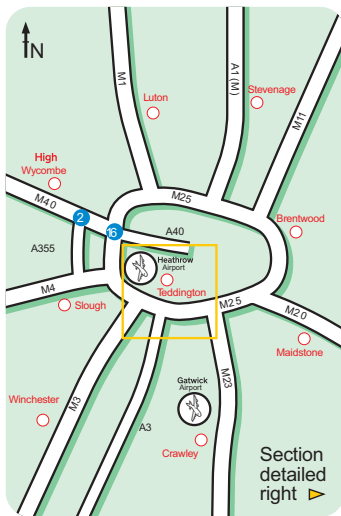 N
M1
A1 (M)
M11
Luton
Stevenage
High
Wycombe
M40
2
16
M25
A40
Brentwood
A355
Heathrow
Airport
Teddington
M4
Slough
M25
M20
Maidstone
M3
A3
M23
Gatwick
Airport
Winchester
Crawley
Section
detailed
right